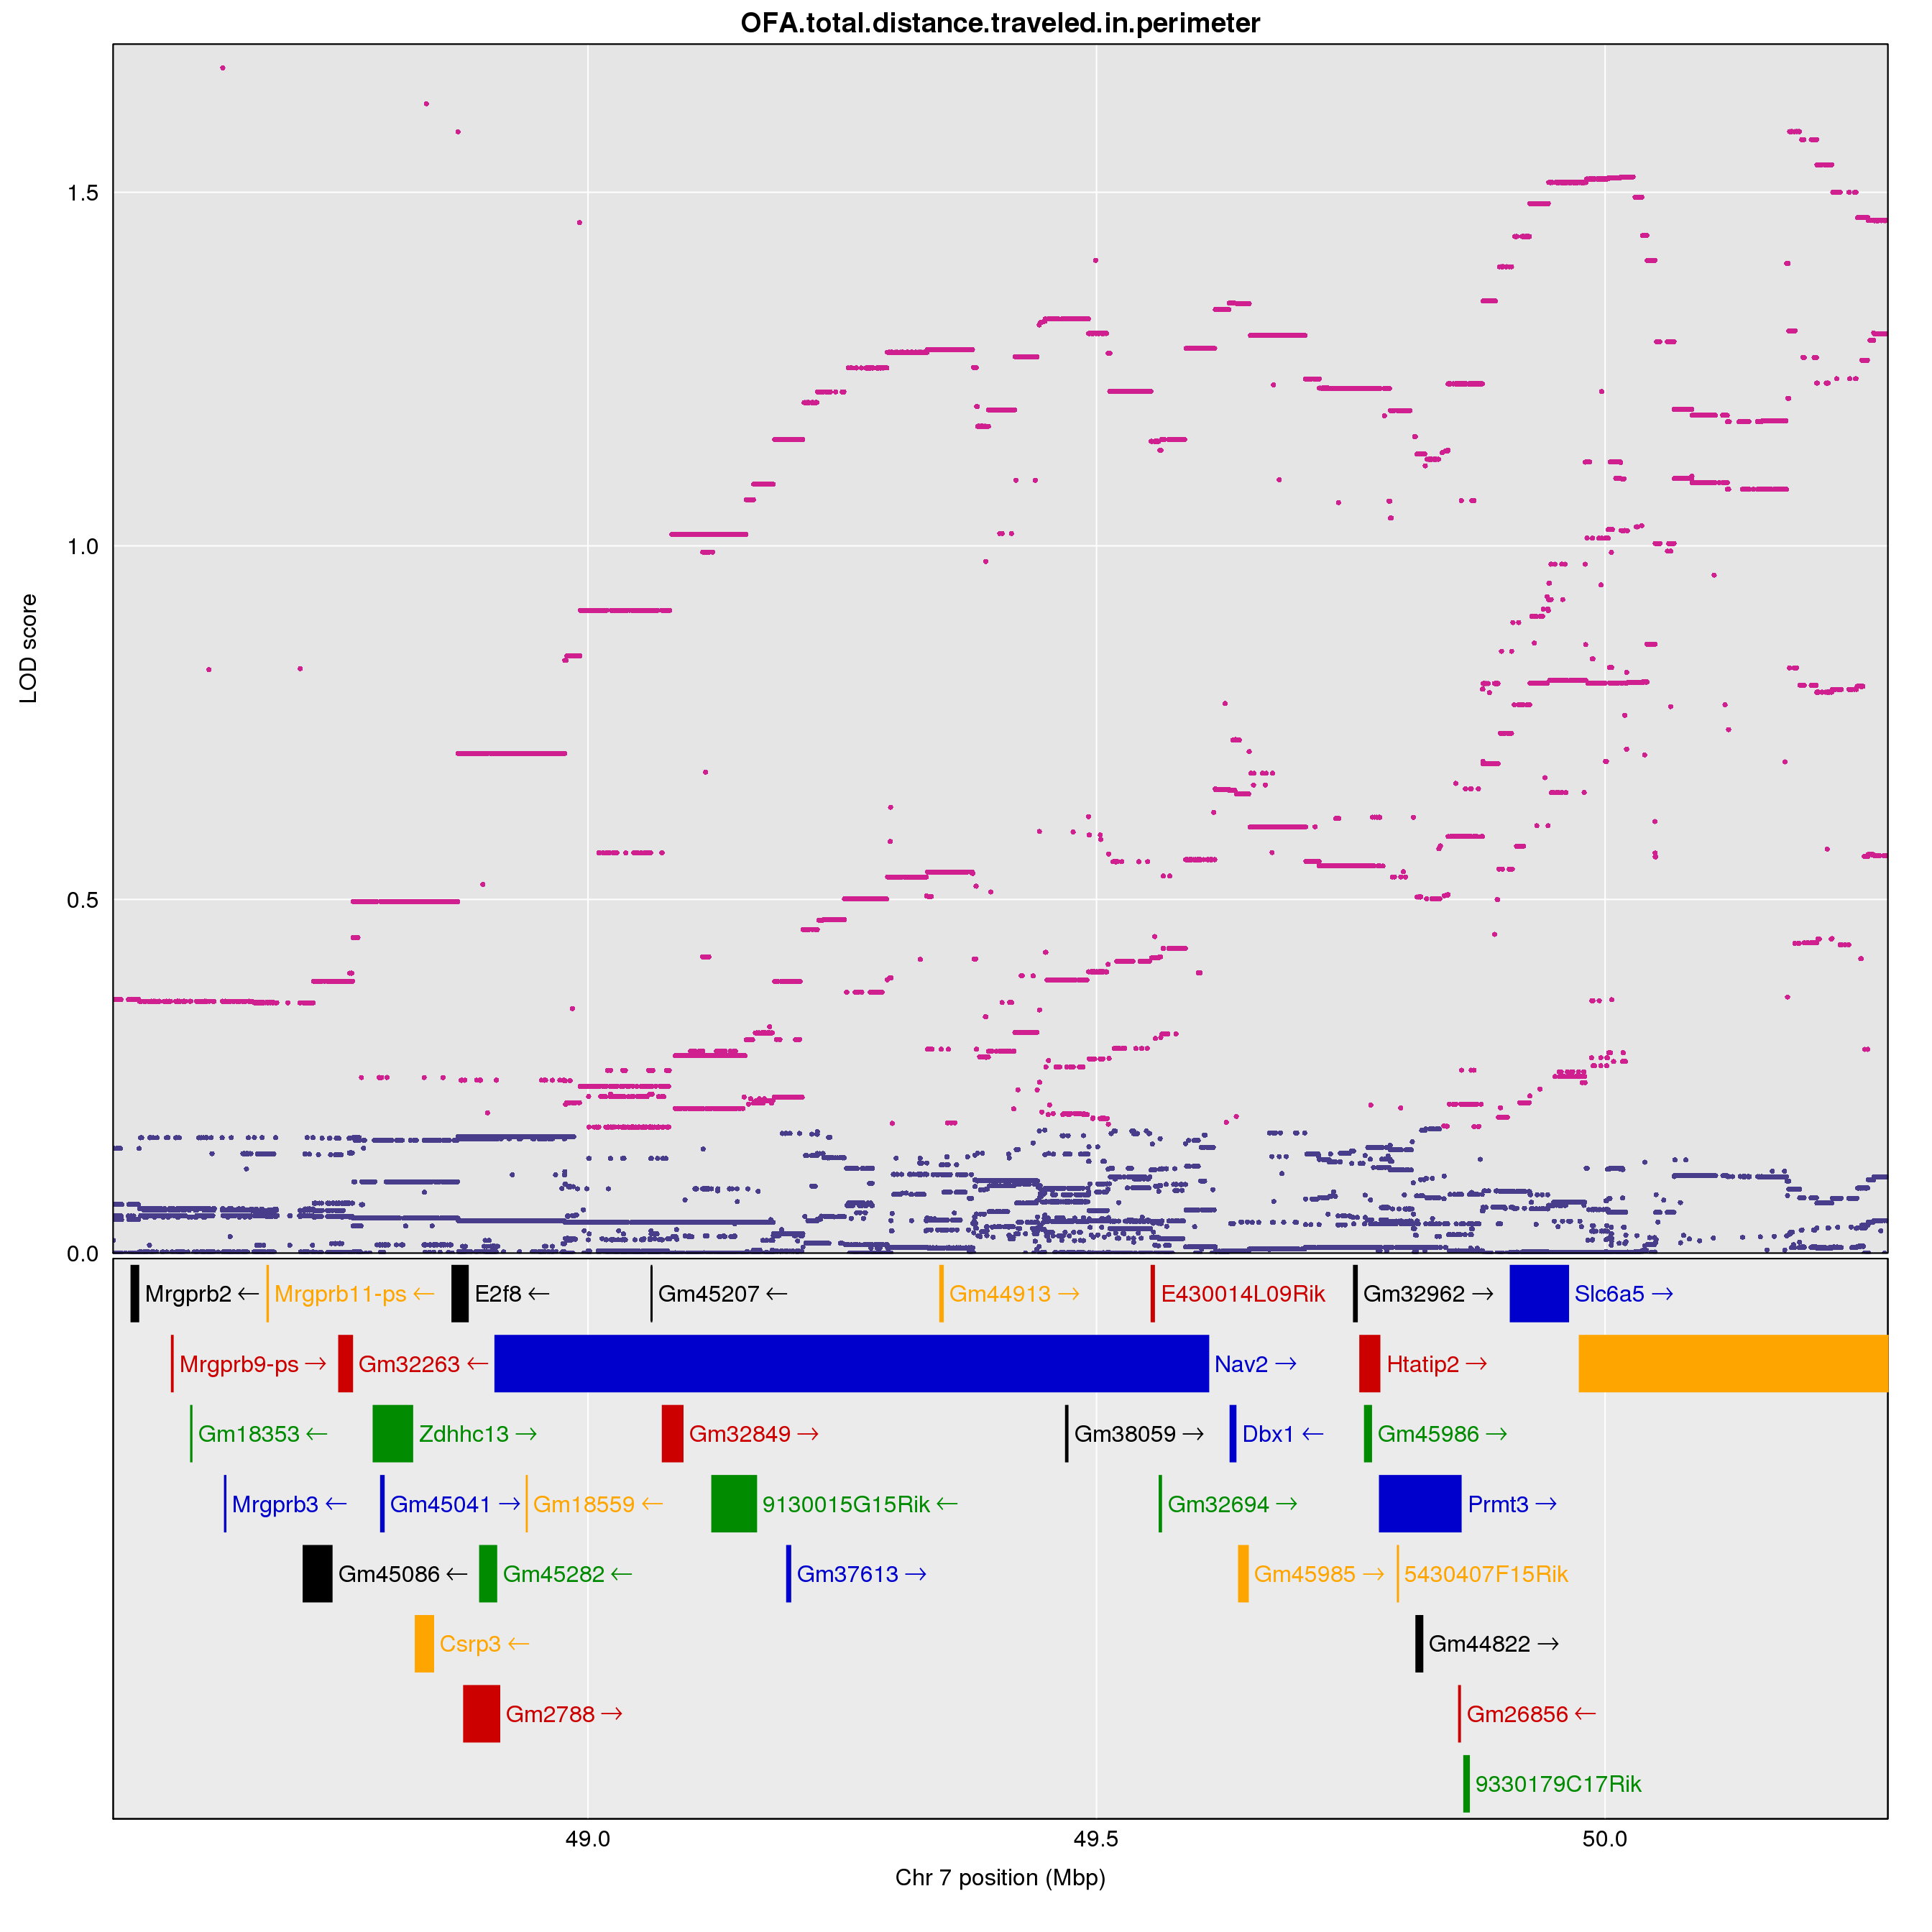 OFA.total.distance.traveled.in.perimeter
1.5
1.0
0.5
0.0
LOD score
Mrgprb2 ← Mrgprb11-ps ← E2f8 ← Gm45207 ← Gm44913 → E430014L09Rik Gm32962 → Slc6a5 →
Mrgprb9-ps → Gm32263 ← Nav2 → Htatip2 →
Gm18353 ← Zdhhc13 → Gm32849 → Gm38059 → Dbx1 ← Gm45986 →
Mrgprb3 ← Gm45041 → Gm18559 ← 9130015G15Rik ← Gm32694 → Prmt3 →
Gm45086 ← Gm45282 ← Gm37613 → Gm45985 → 5430407F15Rik
Csrp3 ← Gm44822 →
Gm2788 → Gm26856 ←
9330179C17Rik
49.0 49.5 50.0
Chr 7 position (Mbp)